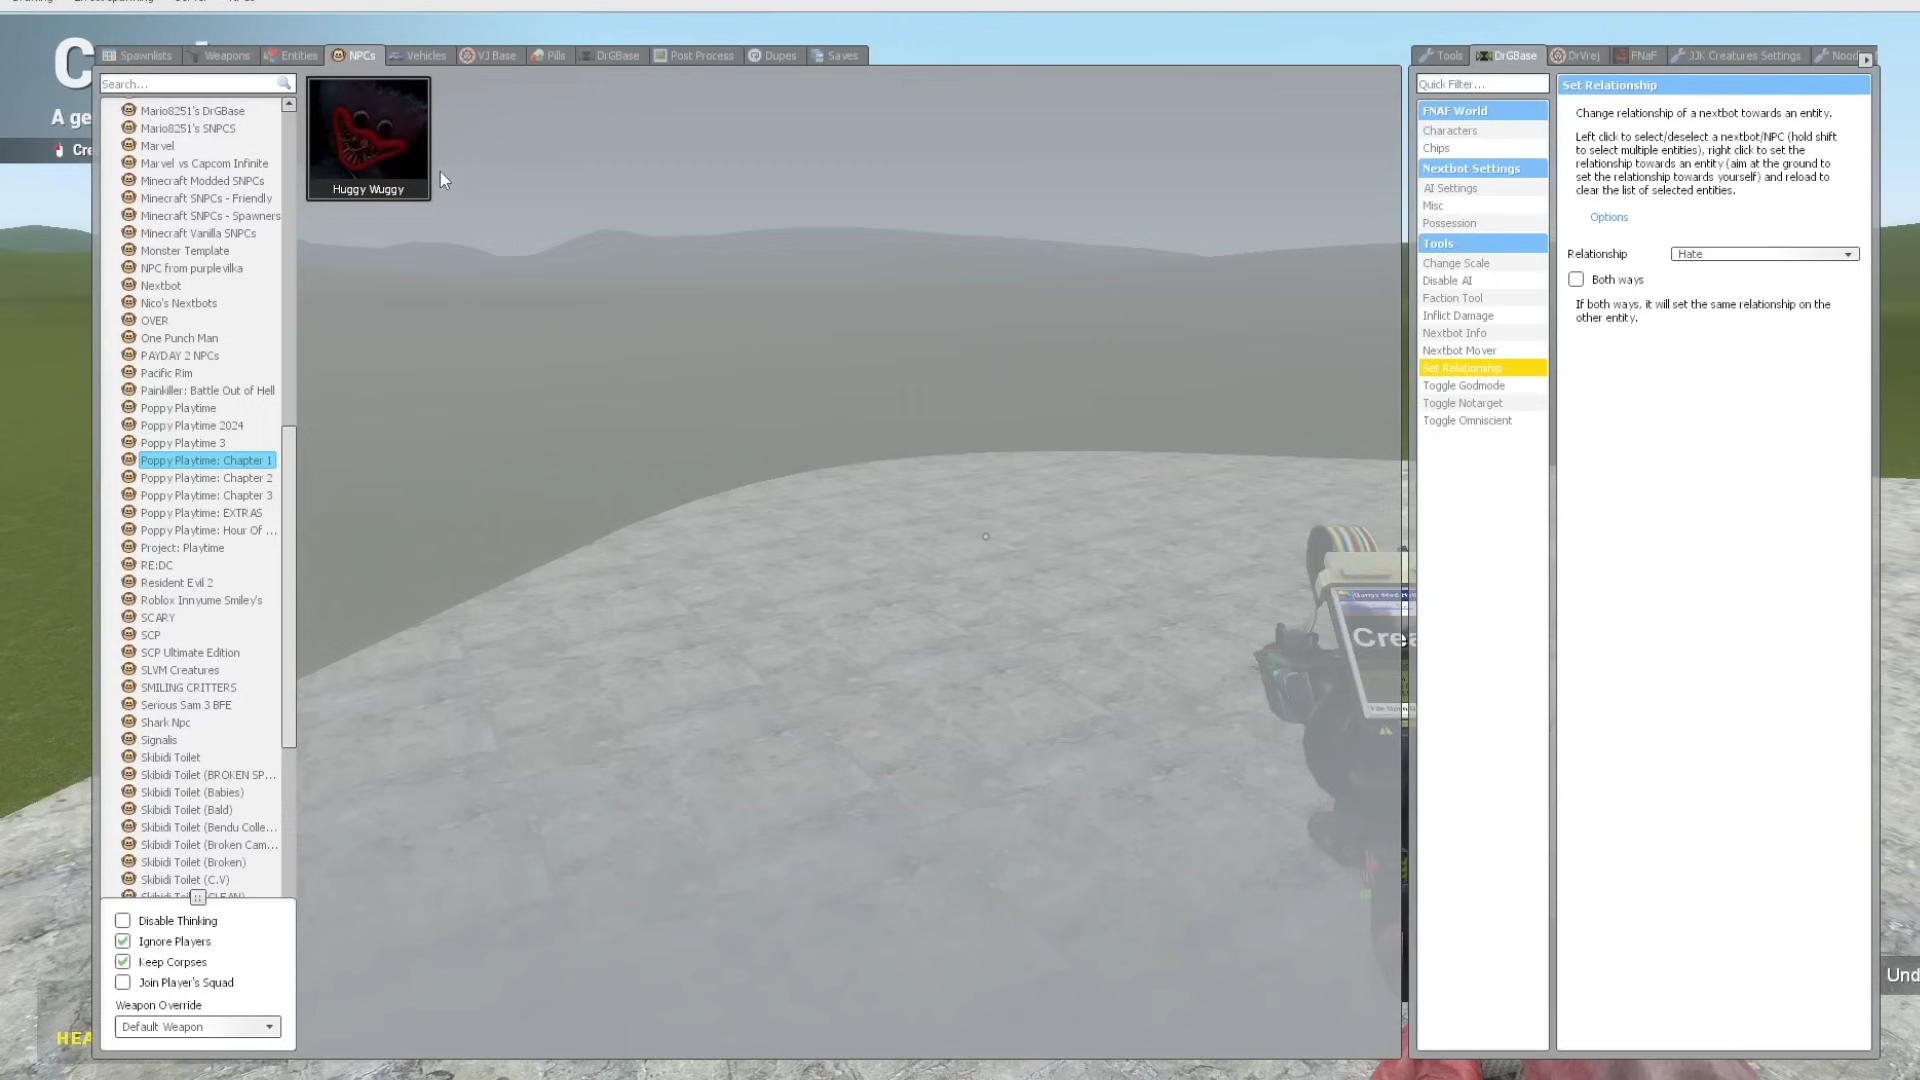 C
A ge
Cre
Spawnlists
Weapons
Entities
NPCs
Vehicles
VJ Base
Pills
DrGBase
Post Process
Dupes
Saves
Search...
Mario8251's DrGBase
Mario8251's SNPCS
Marvel
Marvel vs Capcom Infinite
Minecraft Modded SNPCs
Minecraft SNPCs - Friendly
Minecraft SNPCs - Spawners
Minecraft Vanilla SNPCs
Monster Template
NPC from purplevilka
Nextbot
Nico's Nextbots
OVER
One Punch Man
PAYDAY 2 NPCs
Pacific Rim
Painkiller: Battle Out of Hell
Poppy Playtime
Poppy Playtime 2024
Poppy Playtime 3
Poppy Playtime: Chapter 1
Poppy Playtime: Chapter 2
Poppy Playtime: Chapter 3
Poppy Playtime: EXTRAS
Poppy Playtime: Hour Of ...
Project: Playtime
RE:DC
Resident Evil 2
Roblox Innyume Smiley's
SCARY
SCP
SCP Ultimate Edition
SLVM Creatures
SMILING CRITTERS
Serious Sam 3 BFE
Shark Npc
Signalis
Skibidi Toilet
Skibidi Toilet (BROKEN SP...
Skibidi Toilet (Babies)
Skibidi Toilet (Bald)
Skibidi Toilet (Bendu Colle...
Skibidi Toilet (Broken Cam...
Skibidi Toilet (Broken)
Skibidi Toilet (C.V)
Disable Thinking
Ignore Players
Keep Corpses
Join Player's Squad
Weapon Override
Default Weapon
HEA
Huggy Wuggy
Crea
Tools
DrGBase
DrVrej
FNaF
JJK Creatures Settings
Nood
Quick Filter...
FNAF World
Characters
Chips
Nextbot Settings
AI Settings
Misc
Possession
Tools
Change Scale
Disable AI
Faction Tool
Inflict Damage
Nextbot Info
Nextbot Mover
Set Relationship
Toggle Godmode
Toggle Notarget
Toggle Omniscient
Set Relationship
Change relationship of a nextbot towards an entity.
Left click to select/deselect a nextbot/NPC (hold shift
to select multiple entities), right click to set the
relationship towards an entity (aim at the ground to
set the relationship towards yourself) and reload to
clear the list of selected entities.
Options
Relationship
Hate
Both ways
If both ways, it will set the same relationship on the
other entity.
Und